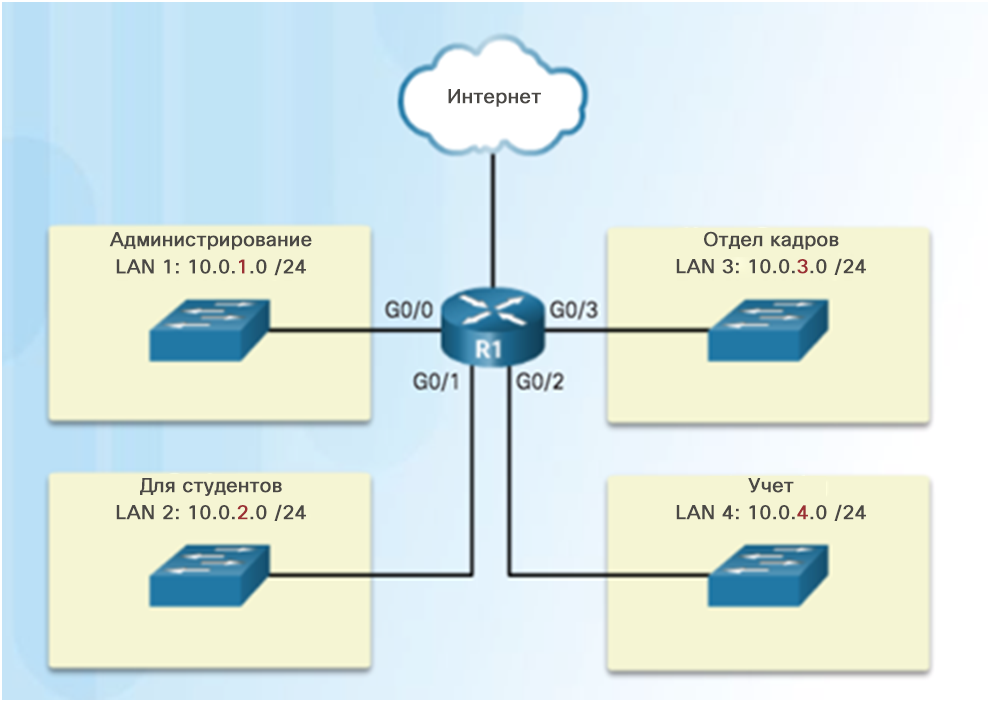 Интернет
Администрирование
LAN 1: 10.0.1.0 /24
Отдел кадров
LAN 3: 10.0.3.0 /24
G0/0
G0/3
R1
G0/1
G0/2
Для студентов
LAN 2: 10.0.2.0 /24
Учет
LAN 4: 10.0.4.0 /24